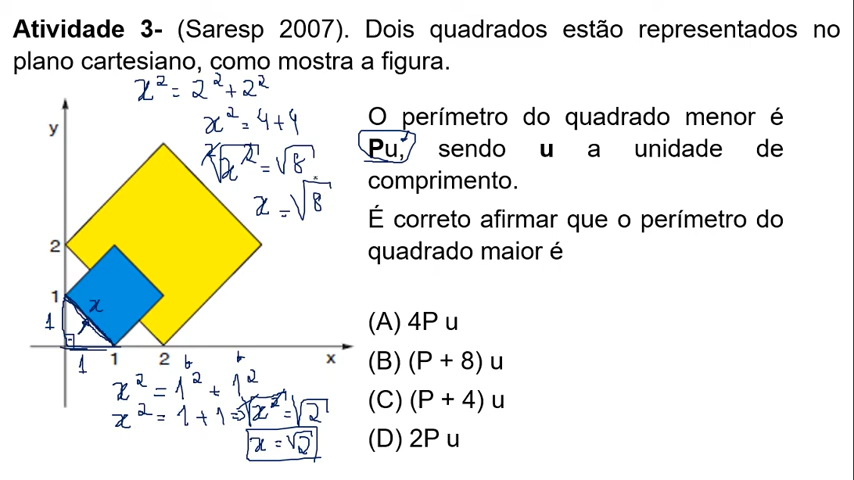 Atividade 3- (Saresp 2007). Dois quadrados estão representados no
plano cartesiano, como mostra a figura.
x² = 2² + 2²
x² = 4 + 4
²√x² = √8
x = √8
y
2
1
x
1
1
1 2 x
x² = 1² + 1²
x² = 1 + 1 ⇒ √x² = √2
x = √2
O perímetro do quadrado menor é
Pu, sendo u a unidade de
comprimento.
É correto afirmar que o perímetro do
quadrado maior é
(A) 4P u
(B) (P + 8) u
(C) (P + 4) u
(D) 2P u